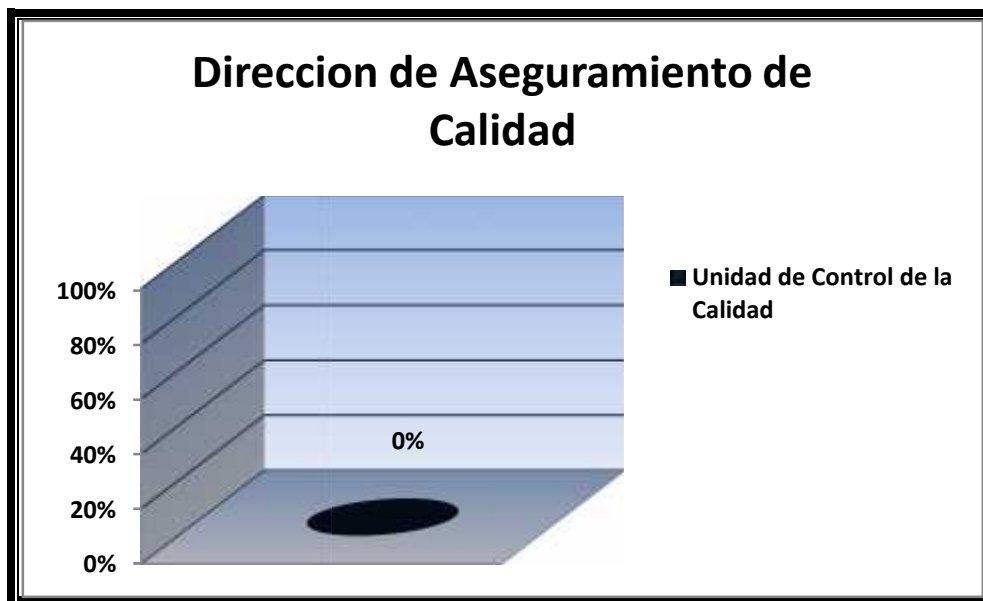 Direccion de Aseguramiento de
Calidad
100%
80%
60%
40%
20%
0%
0%
Unidad de Control de la
Calidad